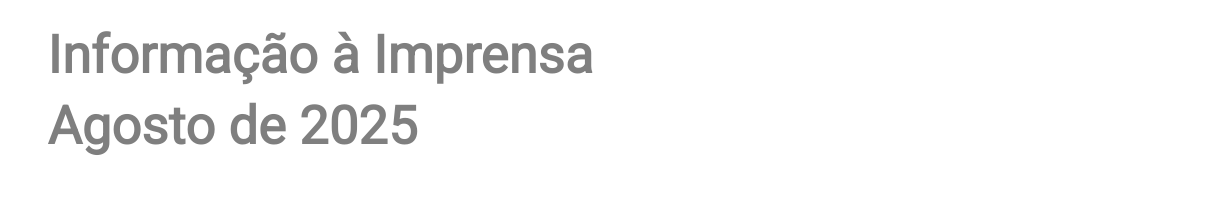 Informação à Imprensa
Agosto de 2025